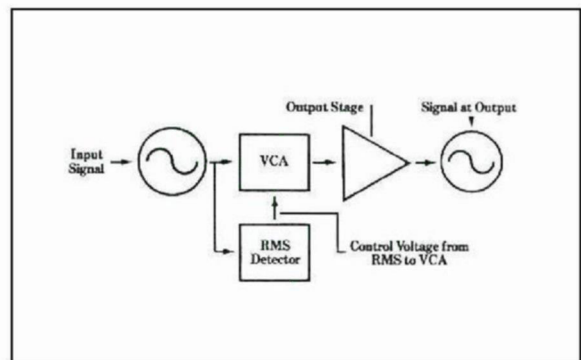 Output Stage
Signal at Output
Input
Signal
VCA
RMS
Detector
Control Voltage from
RMS to VCA